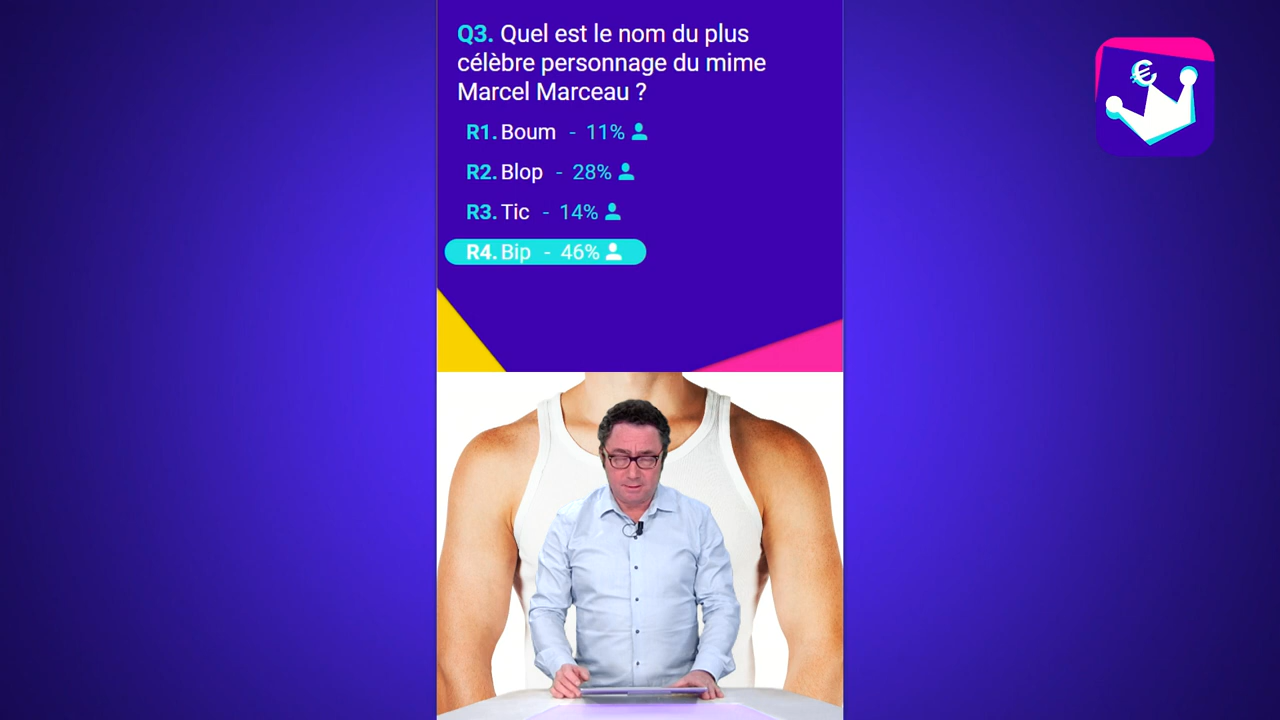 Q3. Quel est le nom du plus
célèbre personnage du mime
Marcel Marceau ?
R1. Boum - 11%
R2. Blop - 28%
R3. Tic - 14%
R4. Bip - 46%
€